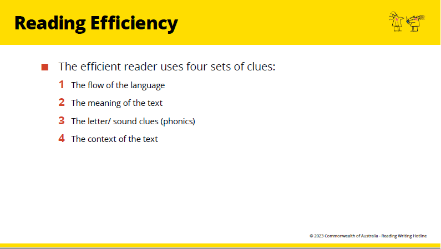 Reading Efficiency
The efficient reader uses four sets of clues:
1 The flow of the language
2 The meaning of the text
3 The letter/ sound clues (phonics)
4 The context of the text
© 2023 Commonwealth of Australia - Reading Writing Hotline